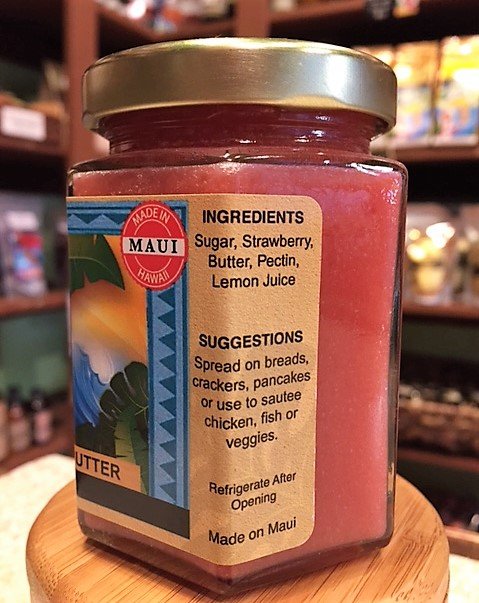 MADE IN
MAUI
HAWAII
UTTER
INGREDIENTS
Sugar, Strawberry,
Butter, Pectin,
Lemon Juice
SUGGESTIONS
Spread on breads,
crackers, pancakes
or use to sautee
chicken, fish or
veggies.
Refrigerate After
Opening
Made on Maui